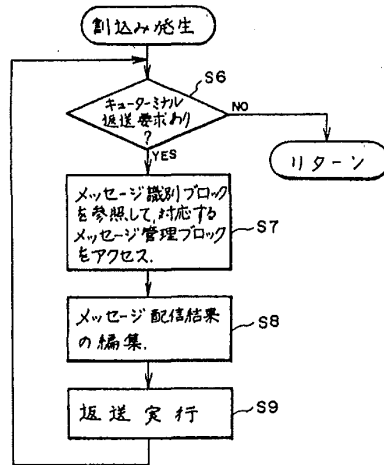 割込み発生
S6
キューターミナル
返送要求あり
?
NO
YES
リターン
メッセージ識別ブロック
を参照して,対応する
メッセージ管理ブロック
をアクセス.
S7
メッセージ配信結果
の編集.
S8
返送実行
S9